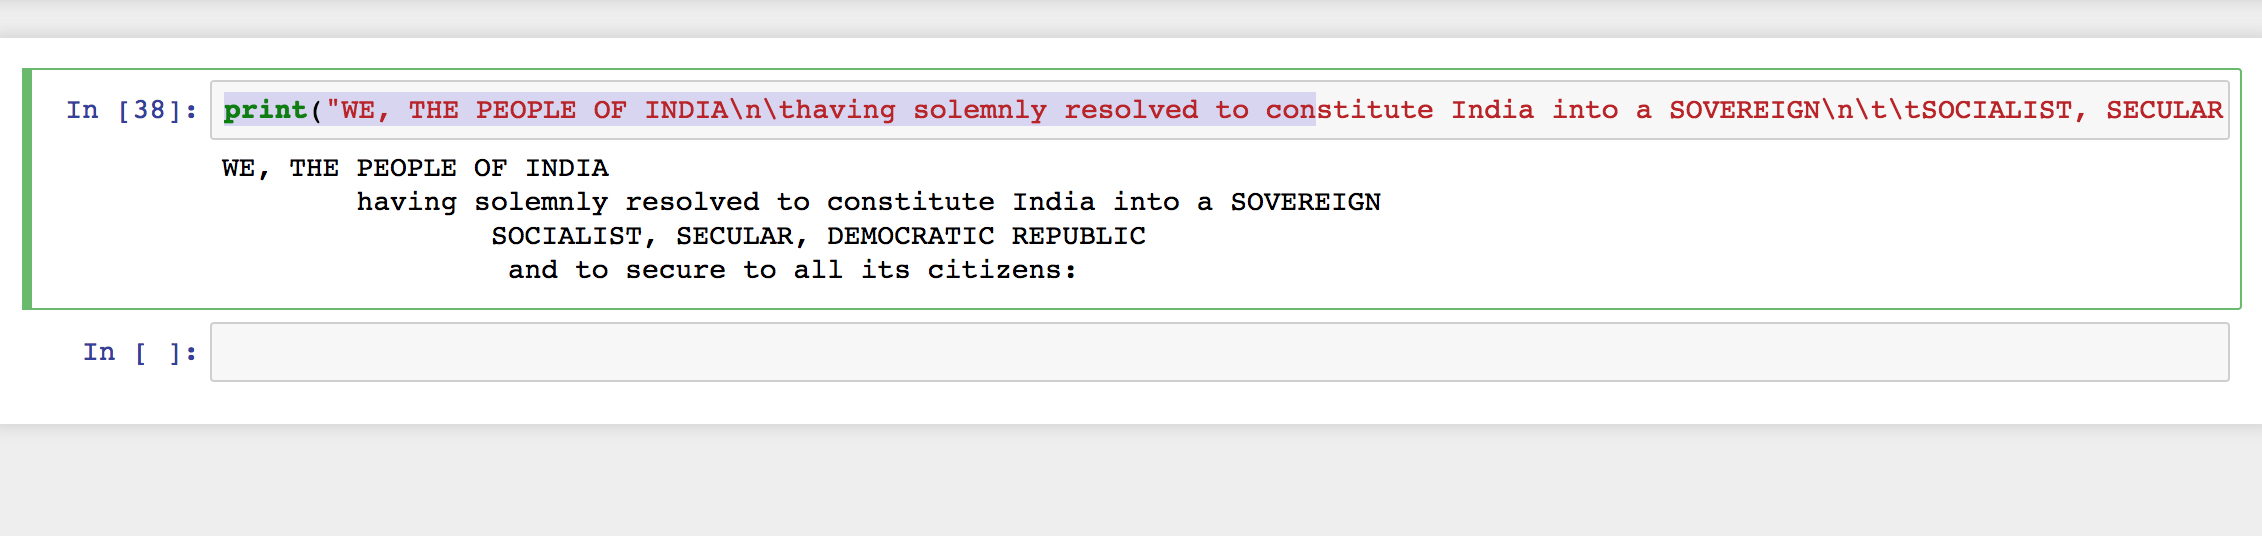 In [38]: print("WE, THE PEOPLE OF INDIA\n\thaving solemnly resolved to constitute India into a SOVEREIGN\n\t\tSOCIALIST, SECULAR
WE, THE PEOPLE OF INDIA
having solemnly resolved to constitute India into a SOVEREIGN
SOCIALIST, SECULAR, DEMOCRATIC REPUBLIC
and to secure to all its citizens:
In [ ]: